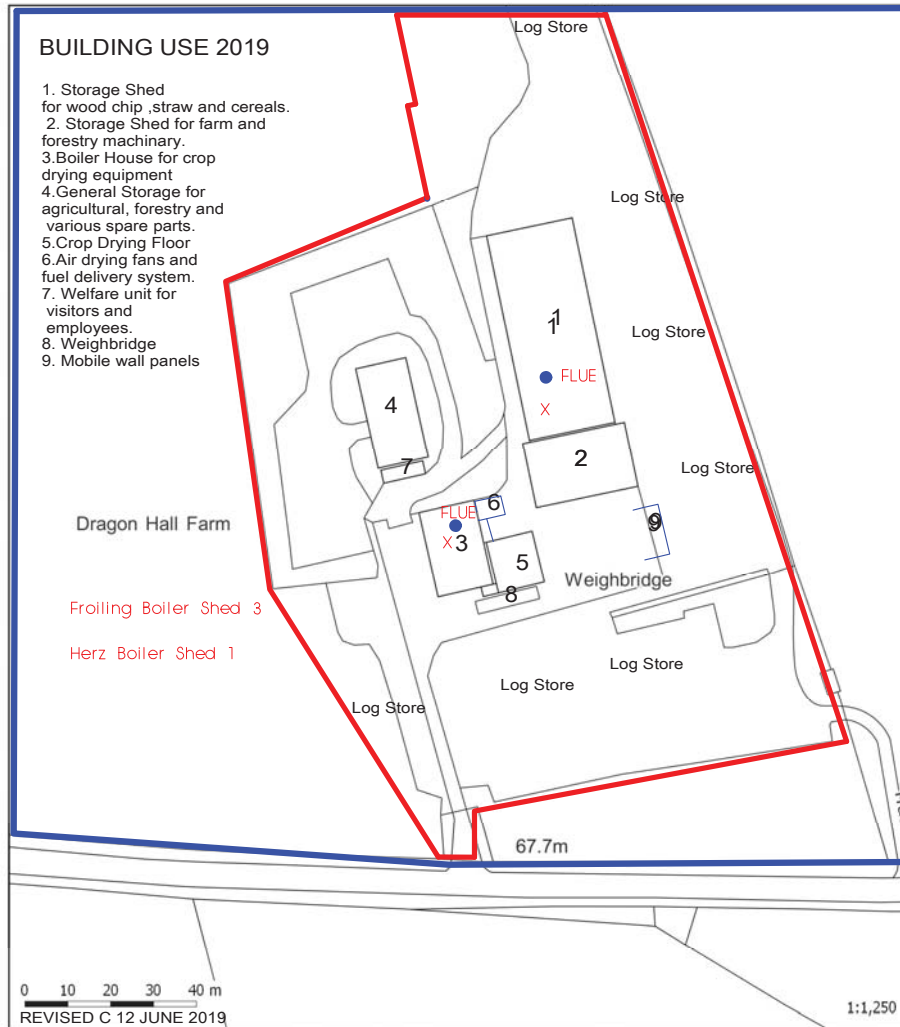 BUILDING USE 2019
1. Storage Shed
for wood chip ,straw and cereals.
2. Storage Shed for farm and
forestry machinary.
3.Boiler House for crop
drying equipment
4.General Storage for
agricultural, forestry and
various spare parts.
5.Crop Drying Floor
6.Air drying fans and
fuel delivery system.
7. Welfare unit for
visitors and
employees.
8. Weighbridge
9. Mobile wall panels
Log Store
Log Store
1
1
Log Store
FLUE
X
4
2
7
Log Store
6
FLUE
X
3
9
9
5
8
Weighbridge
Dragon Hall Farm
Froiling Boiler Shed 3
Herz Boiler Shed 1
Log Store
Log Store
Log Store
67.7m
0 10 20 30 40 m
REVISED C 12 JUNE 2019
1:1,250